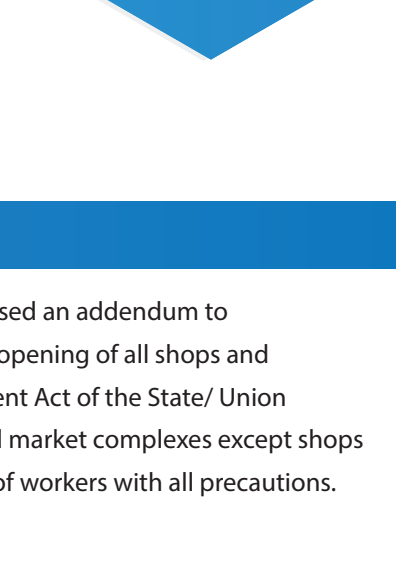 sed an addendum to
opening of all shops and
ent Act of the State/ Union
market complexes except shops
of workers with all precautions.